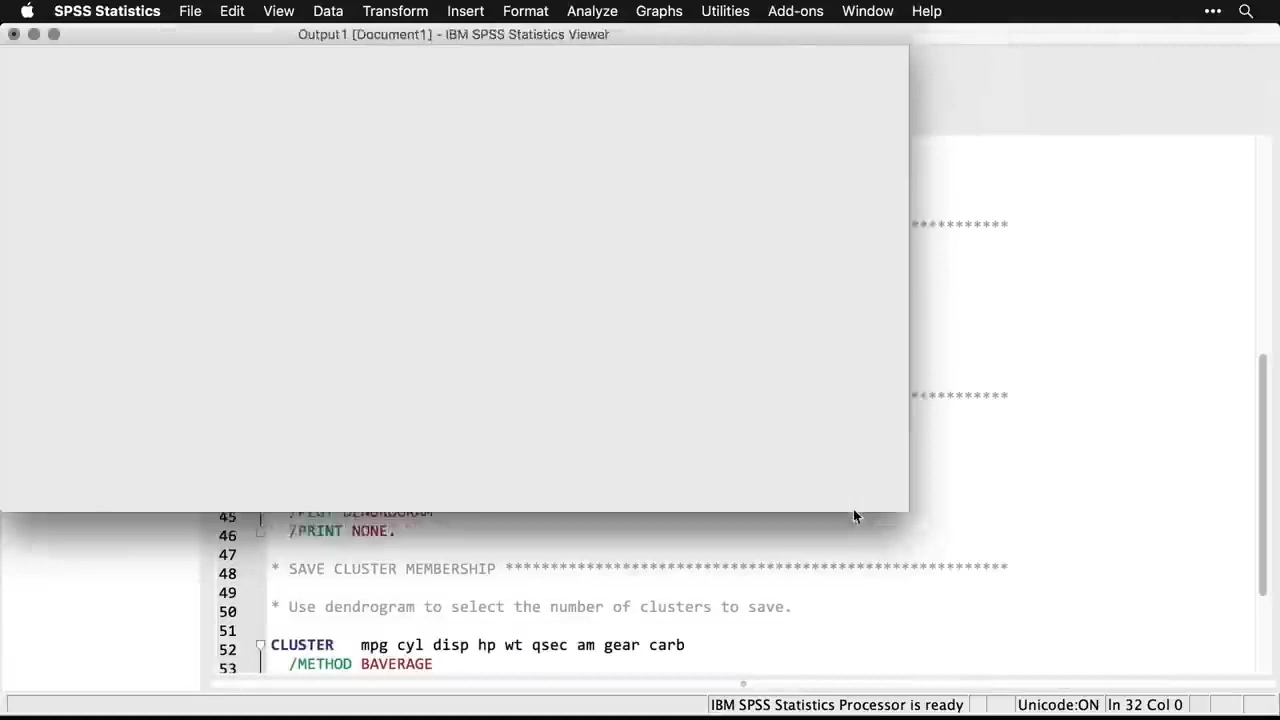 SPSS Statistics File Edit View Data Transform Insert Format Analyze Graphs Utilities Add-ons Window Help
Output1 [Document1] - IBM SPSS Statistics Viewer
***********
***********
45 /PLOT DENDROGRAM
46 /PRINT NONE.
47
48 * SAVE CLUSTER MEMBERSHIP ********************************************************
49
50 * Use dendrogram to select the number of clusters to save.
51
52 CLUSTER mpg cyl disp hp wt qsec am gear carb
53 /METHOD BAVERAGE
IBM SPSS Statistics Processor is ready Unicode:ON In 32 Col 0